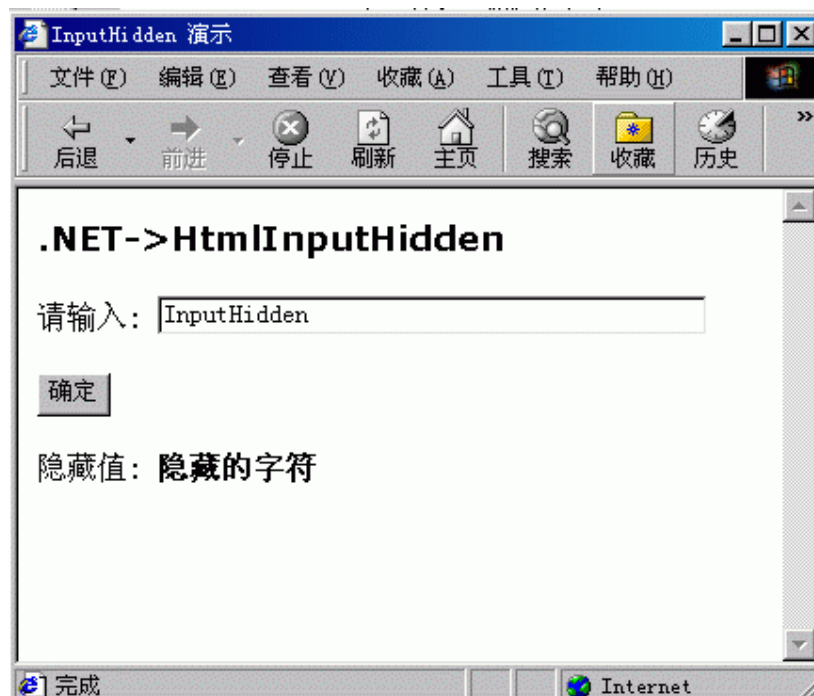 InputHidden 演示
文件(F) 编辑(E) 查看(V) 收藏(A) 工具(T) 帮助(H)
后退 前进 停止 刷新 主页 搜索 收藏 历史 »
.NET->HtmlInputHidden
请输入: InputHidden
确定
隐藏值: 隐藏的字符
完成 Internet